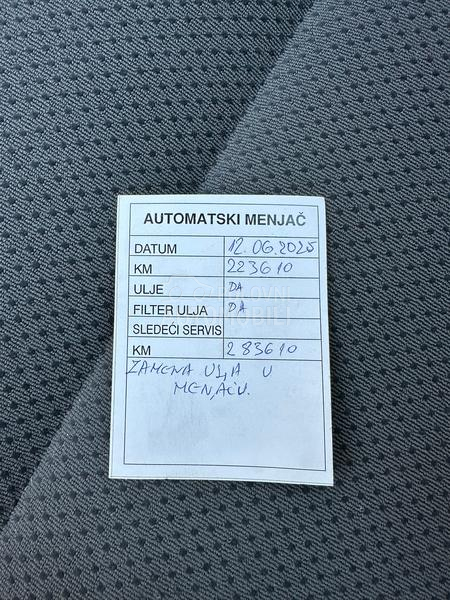 AUTOMATSKI MENJAČ
DATUM 12.06.2025
KM 223610
ULJE DA
FILTER ULJA DA
SLEDEĆI SERVIS
KM 283610
ZAMENA ULJA U
MENJAČU.